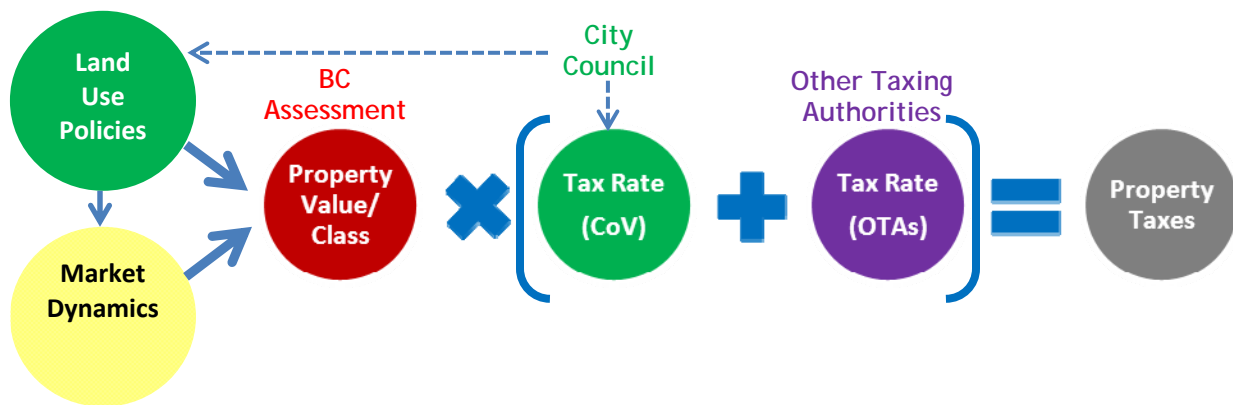 Land
Use
Policies
Market
Dynamics
BC
Assessment
Property
Value/
Class
City
Council
Tax Rate
(CoV)
Other Taxing
Authorities
Tax Rate
(OTAs)
Property
Taxes